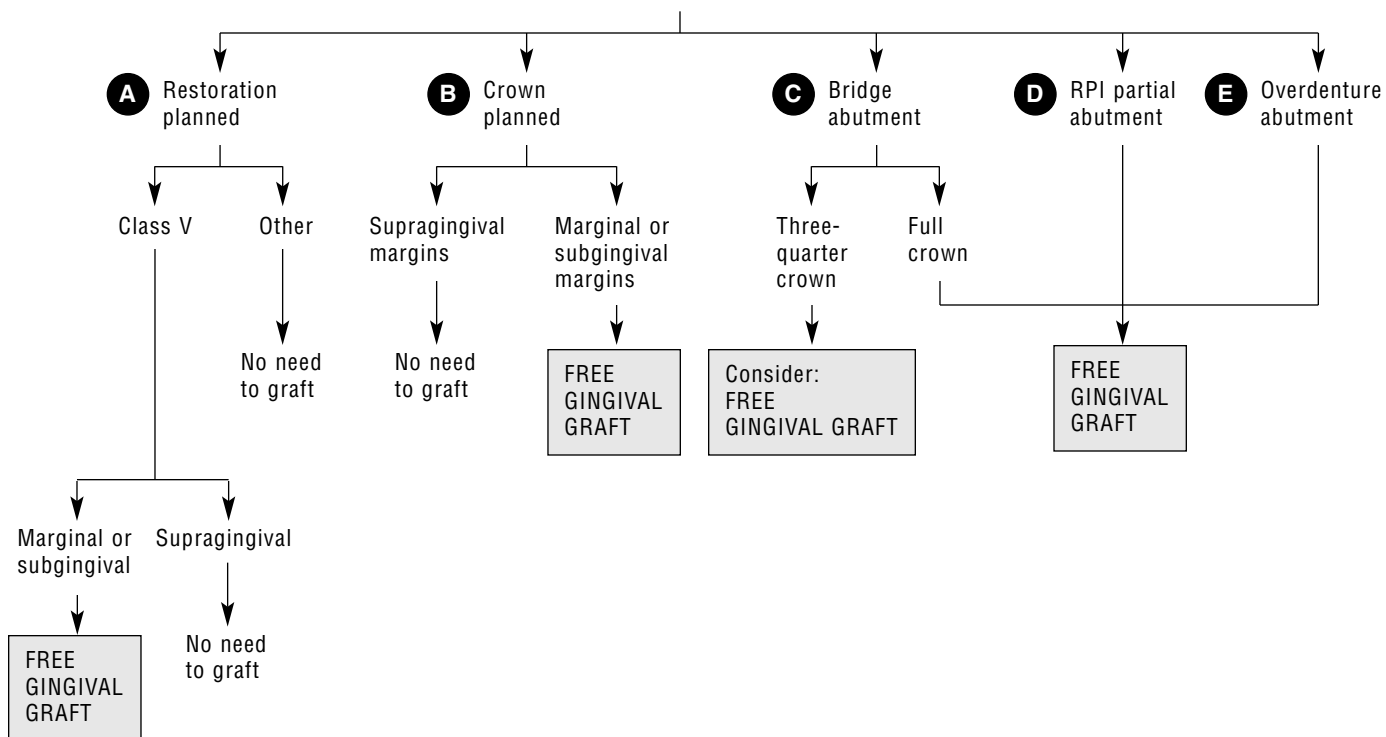 A Restoration
planned
B Crown
planned
C Bridge
abutment
D RPI partial
abutment
E Overdenture
abutment
Class V
Other
Supragingival
margins
Marginal or
subgingival
margins
Three-
quarter
crown
Full
crown
No need
to graft
No need
to graft
FREE
GINGIVAL
GRAFT
Consider:
FREE
GINGIVAL GRAFT
FREE
GINGIVAL
GRAFT
Marginal or
subgingival
Supragingival
FREE
GINGIVAL
GRAFT
No need
to graft